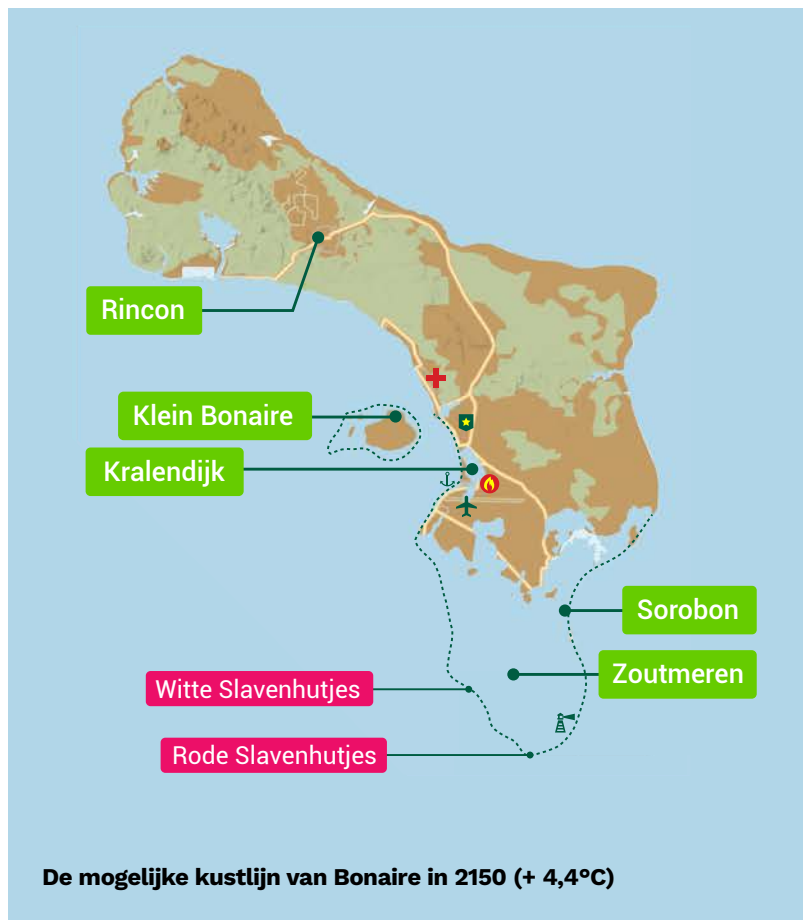 Rincon
Klein Bonaire
Kralendijk
Sorobon
Zoutmeren
Witte Slavenhutjes
Rode Slavenhutjes
De mogelijke kustlijn van Bonaire in 2150 (+ 4,4°C)